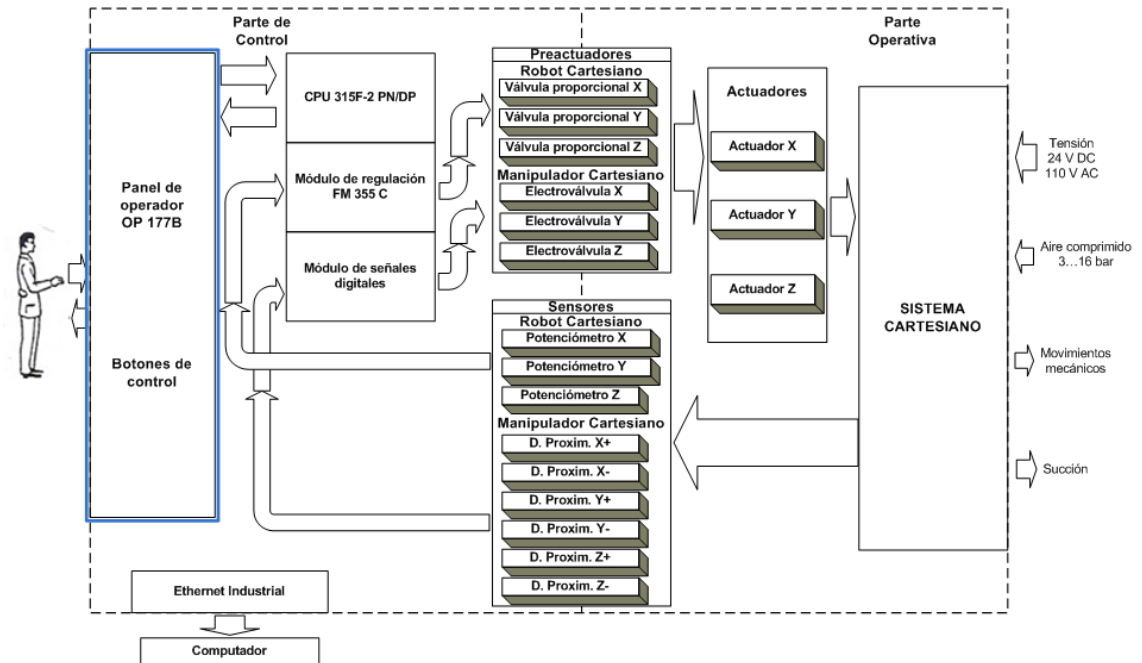 Parte de
Control
Parte
Operativa
Panel de
operador
OP 177B
Botones de
control
CPU 315F-2 PN/DP
Módulo de regulación
FM 355 C
Módulo de señales
digitales
Preactuadores
Robot Cartesiano
Válvula proporcional X
Válvula proporcional Y
Válvula proporcional Z
Manipulador Cartesiano
Electroválvula X
Electroválvula Y
Electroválvula Z
Sensores
Robot Cartesiano
Potenciómetro X
Potenciómetro Y
Potenciómetro Z
Manipulador Cartesiano
D. Proxim. X+
D. Proxim. X-
D. Proxim. Y+
D. Proxim. Y-
D. Proxim. Z+
D. Proxim. Z-
Actuadores
Actuador X
Actuador Y
Actuador Z
SISTEMA
CARTESIANO
Tensión
24 V DC
110 V AC
Aire comprimido
3...16 bar
Movimientos
mecánicos
Succión
Ethernet Industrial
Computador